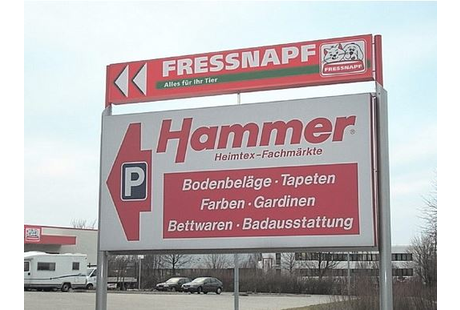 FRESSNAPF
Alles für Ihr Tier
FRESSNAPF
Hammer®
Heimtex-Fachmärkte
P
Bodenbeläge · Tapeten
Farben · Gardinen
Bettwaren · Badausstattung